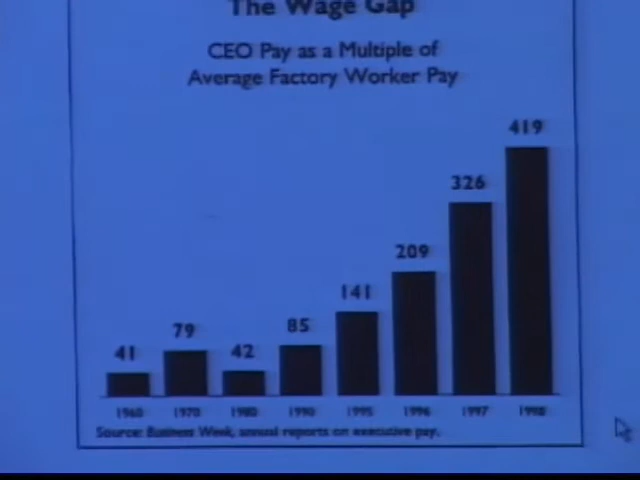 The Wage Gap
CEO Pay as a Multiple of
Average Factory Worker Pay
419
326
209
141
85
79
41
42
1960 1970 1980 1990 1995 1996 1997 1998
Source: Business Week, annual reports on executive pay.